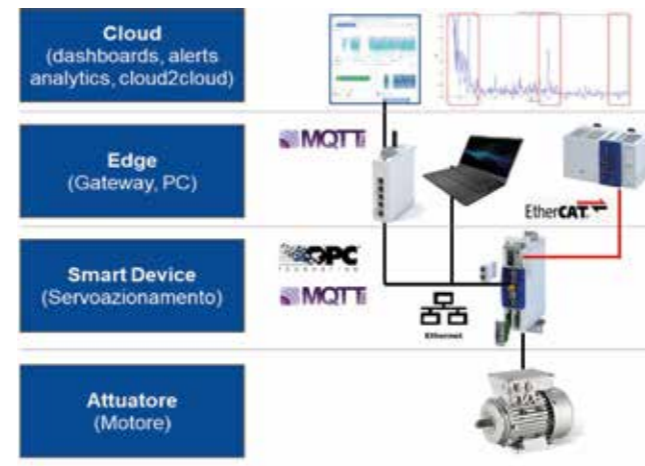 Cloud
(dashboards, alerts
analytics, cloud2cloud)
Edge
(Gateway, PC)
MQTT
EtherCAT
Smart Device
(Servoazionamento)
OPC
FOUNDATION
MQTT
Ethernet
Attuatore
(Motore)